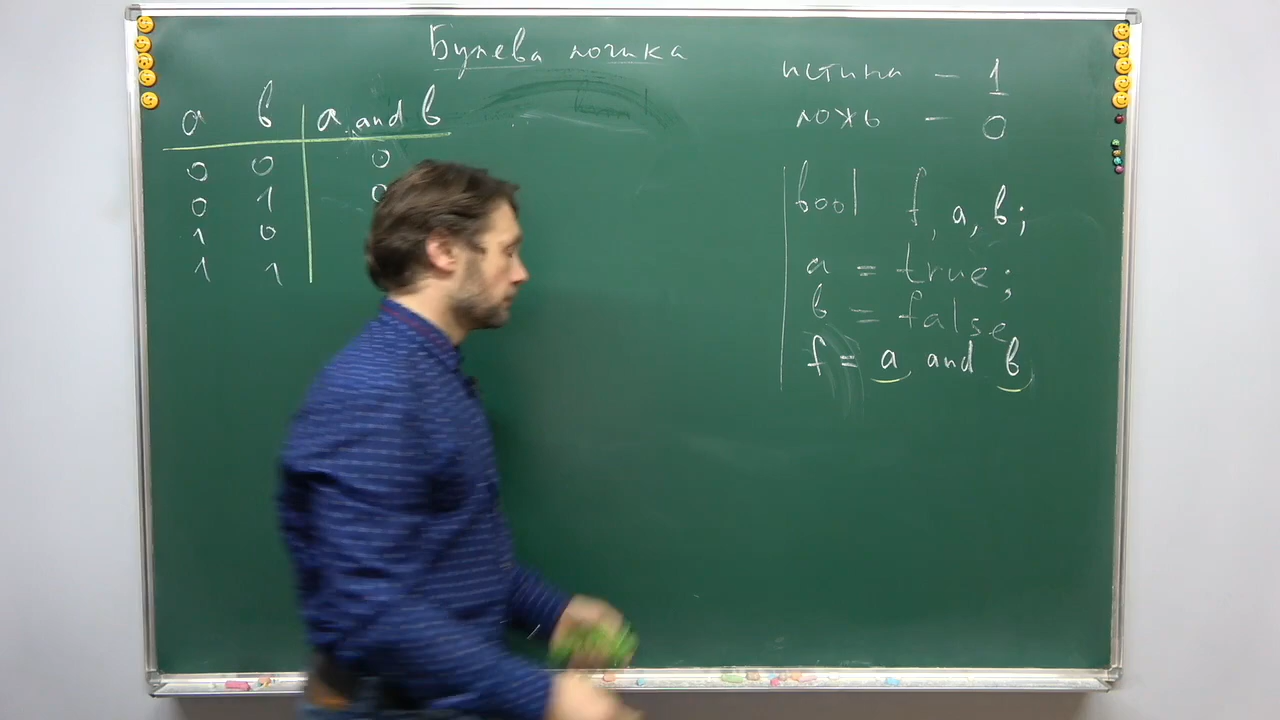 Булева логика
a b a and b
0 0 0
0 1 0
1 0
1 1
истина – 1
ложь – 0
bool f, a, b;
a = true;
b = false
f = a and b